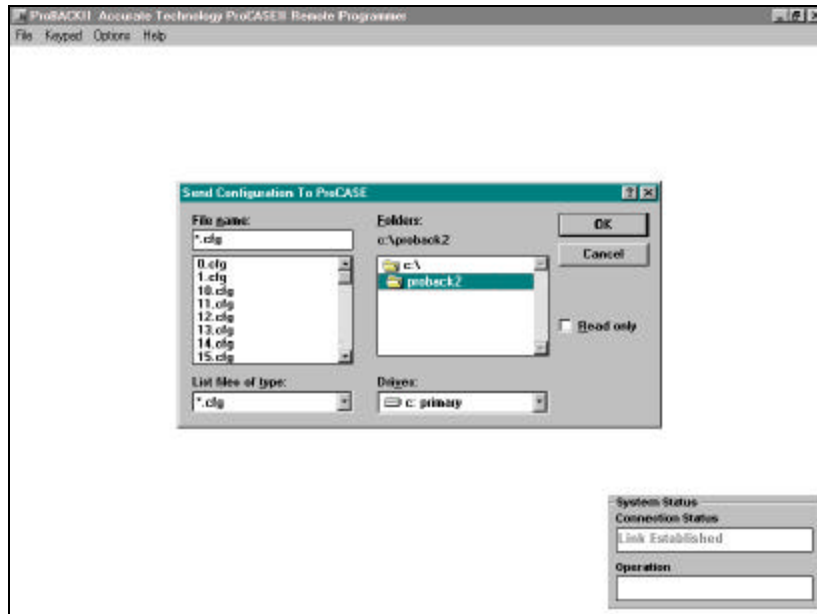 ProBACKII Accurate Technology ProCASEII Remote Programmer
File Keypad Options Help
Send Configuration To ProCASE
File name:
*.cfg
0.cfg
1.cfg
10.cfg
11.cfg
12.cfg
13.cfg
14.cfg
15.cfg
List files of type:
*.cfg
Folders:
c:\proback2
c:\
proback2
Drives:
c: primary
OK
Cancel
Read only
System Status
Connection Status
Link Established
Operation